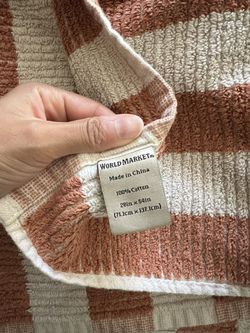 WORLD MARKET®
Made in China
100% Cotton
28in x 54in
(71.1cm x 137.1cm)